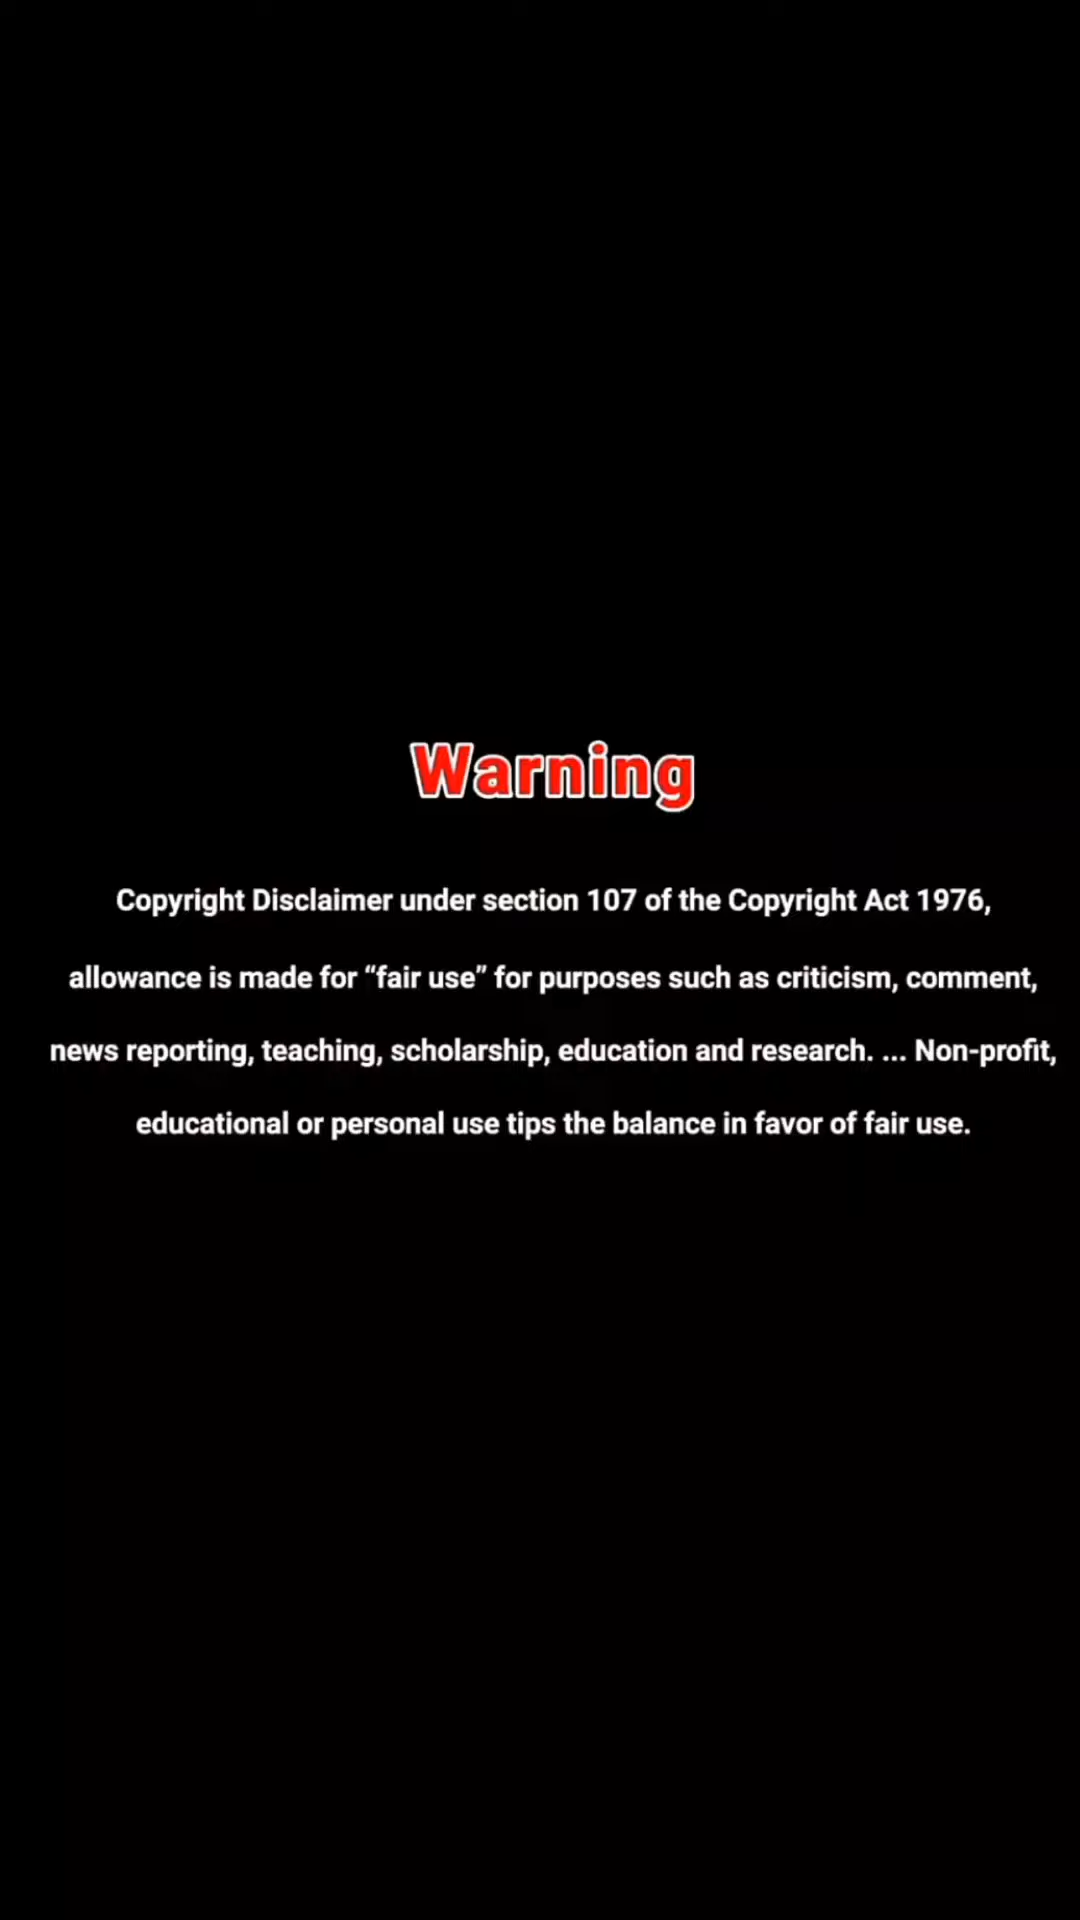 Warning
Copyright Disclaimer under section 107 of the Copyright Act 1976,
allowance is made for “fair use” for purposes such as criticism, comment,
news reporting, teaching, scholarship, education and research. ... Non-profit,
educational or personal use tips the balance in favor of fair use.